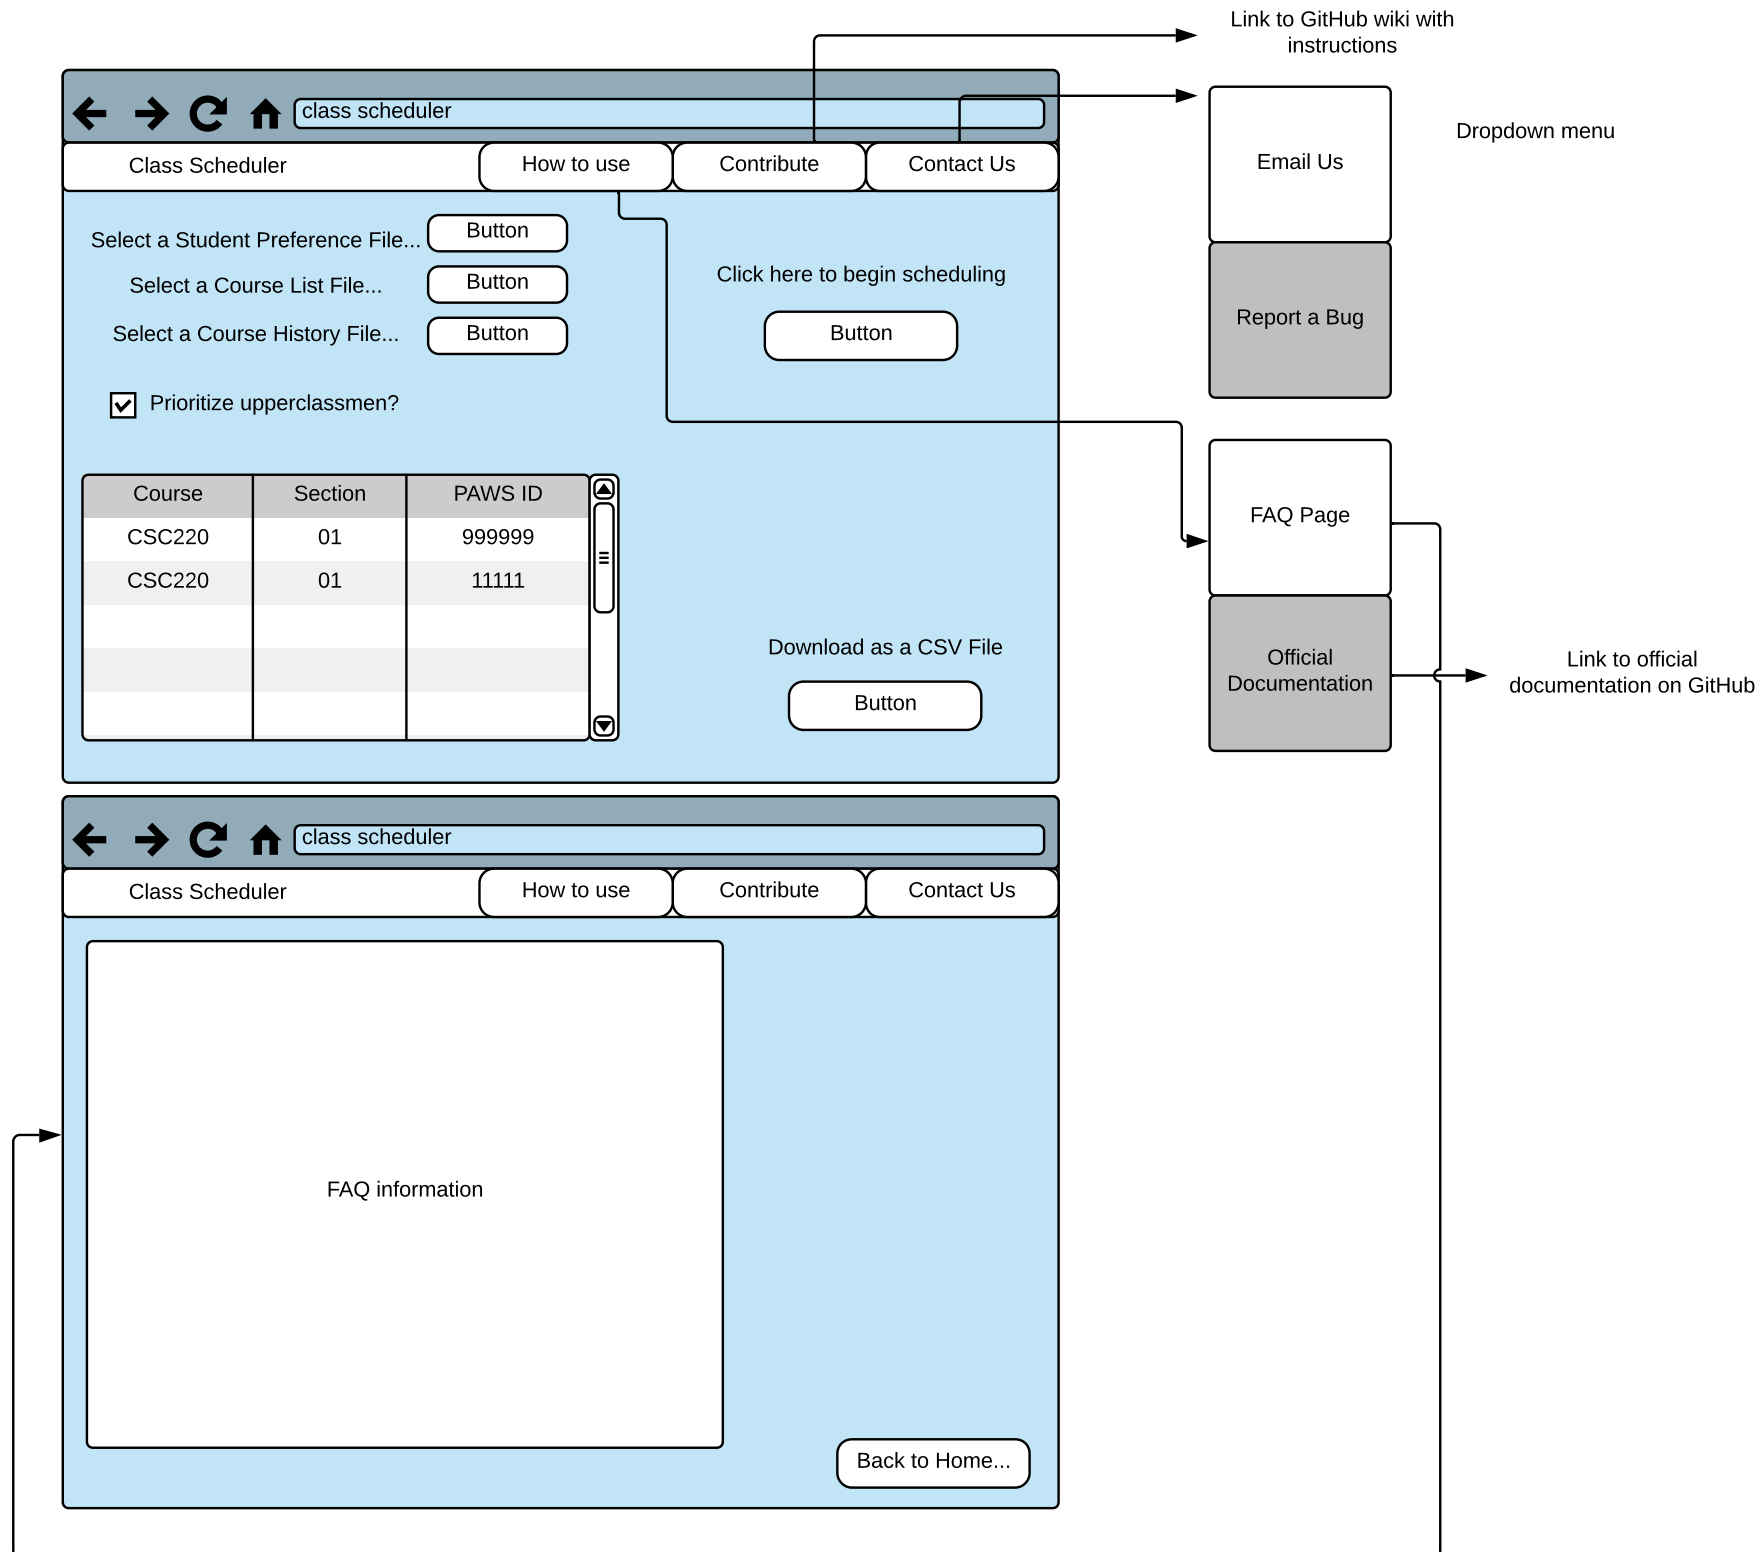 Link to GitHub wiki with
instructions
class scheduler
Class Scheduler
How to use
Contribute
Contact Us
Email Us
Dropdown menu
Report a Bug
Select a Student Preference File...
Button
Select a Course List File...
Button
Select a Course History File...
Button
Click here to begin scheduling
Button
Prioritize upperclassmen?
Course Section PAWS ID
CSC220 01 999999
CSC220 01 11111
FAQ Page
Official
Documentation
Link to official
documentation on GitHub
Download as a CSV File
Button
class scheduler
Class Scheduler
How to use
Contribute
Contact Us
FAQ information
Back to Home...